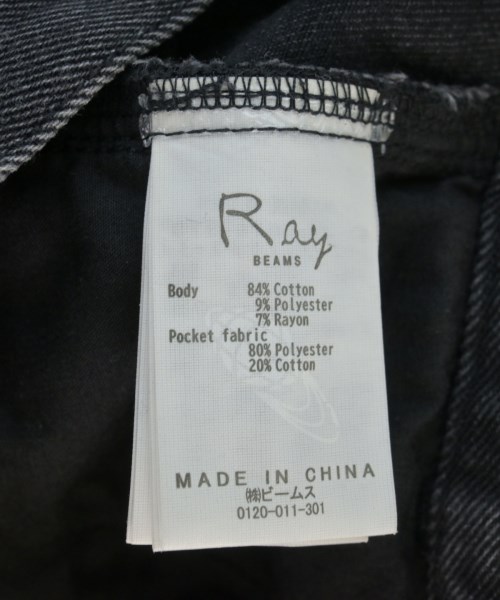 Ray
BEAMS
Body 84% Cotton
9% Polyester
7% Rayon
Pocket fabric
80% Polyester
20% Cotton
MADE IN CHINA
㈱ビームス
0120-011-301